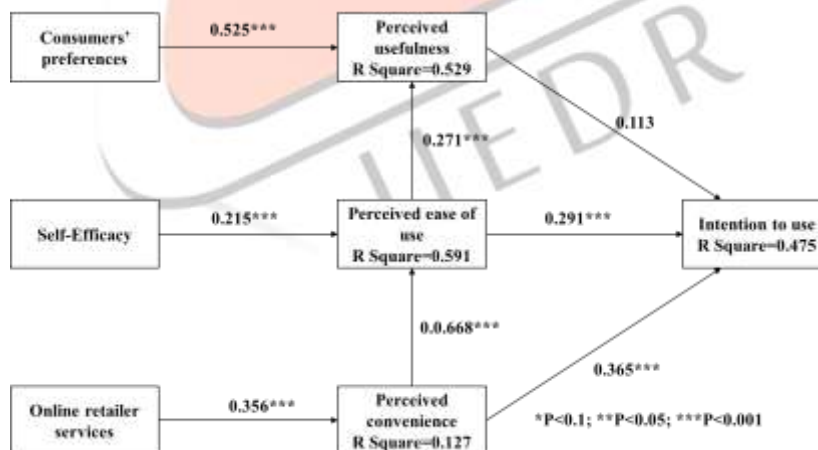 Consumers'
preferences
0.525***
Perceived
usefulness
R Square=0.529
0.271***
0.113
Self-Efficacy
0.215***
Perceived ease of
use
R Square=0.591
0.291***
Intention to use
R Square=0.475
0.0.668***
0.365***
Online retailer
services
0.356***
Perceived
convenience
R Square=0.127
*P<0.1; **P<0.05; ***P<0.001
IJEDR